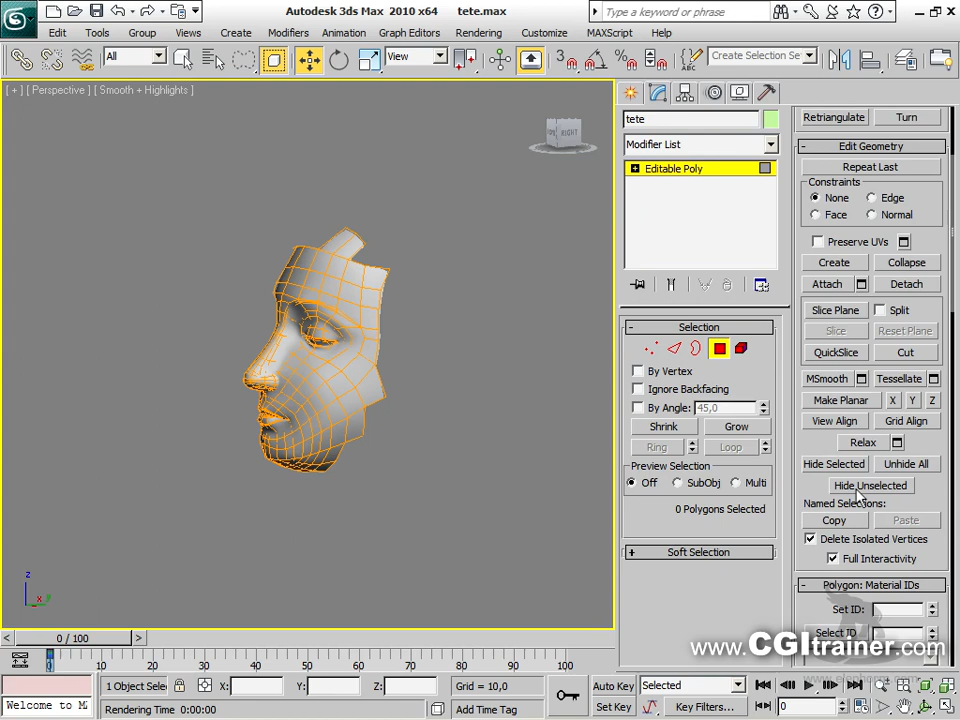 Autodesk 3ds Max 2010 x64 tete.max
Type a keyword or phrase
Edit Tools Group Views Create Modifiers Animation Graph Editors Rendering Customize MAXScript Help
All View 3 Create Selection Se
[ + ] [ Perspective ] [ Smooth + Highlights ]
RIGHT
z
x y
tete
Modifier List
Editable Poly
Selection
By Vertex
Ignore Backfacing
By Angle: 45,0
Shrink Grow
Ring Loop
Preview Selection
Off SubObj Multi
0 Polygons Selected
Soft Selection
Retriangulate Turn
Edit Geometry
Repeat Last
Constraints
None Edge
Face Normal
Preserve UVs
Create Collapse
Attach Detach
Slice Plane Split
Slice Reset Plane
QuickSlice Cut
MSmooth Tessellate
Make Planar X Y Z
View Align Grid Align
Relax
Hide Selected Unhide All
Hide Unselected
Named Selections:
Copy Paste
Delete Isolated Vertices
Full Interactivity
Polygon: Material IDs
Set ID:
Select ID
www.CGItrainer.com
< 0 / 100 >
0 10 20 30 40 50 60 70 80 90 100
1 Object Selec X: Y: Z: Grid = 10,0 Auto Key Selected
Welcome to M Rendering Time 0:00:00 Add Time Tag Set Key Key Filters... 0